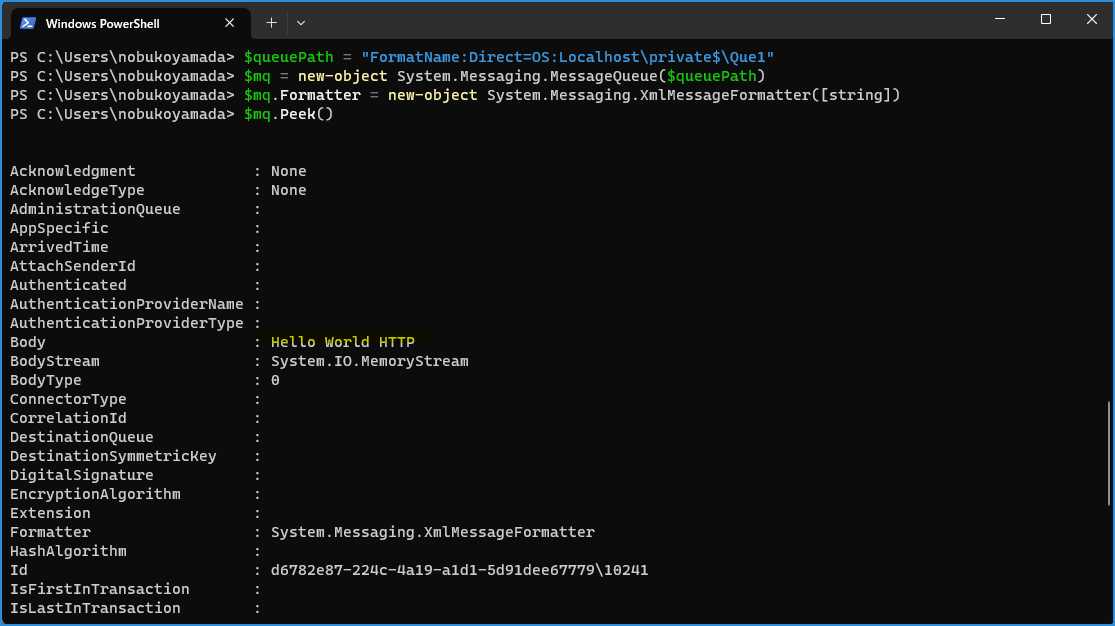 Windows PowerShell
PS C:\Users\nobukoyamada> $queuePath = "FormatName:Direct=OS:Localhost\private$\Que1"
PS C:\Users\nobukoyamada> $mq = new-object System.Messaging.MessageQueue($queuePath)
PS C:\Users\nobukoyamada> $mq.Formatter = new-object System.Messaging.XmlMessageFormatter([string])
PS C:\Users\nobukoyamada> $mq.Peek()
Acknowledgment : None
AcknowledgeType : None
AdministrationQueue :
AppSpecific :
ArrivedTime :
AttachSenderId :
Authenticated :
AuthenticationProviderName :
AuthenticationProviderType :
Body : Hello World HTTP
BodyStream : System.IO.MemoryStream
BodyType : 0
ConnectorType :
CorrelationId :
DestinationQueue :
DestinationSymmetricKey :
DigitalSignature :
EncryptionAlgorithm :
Extension :
Formatter : System.Messaging.XmlMessageFormatter
HashAlgorithm :
Id : d6782e87-224c-4a19-a1d1-5d91dee67779\10241
IsFirstInTransaction :
IsLastInTransaction :